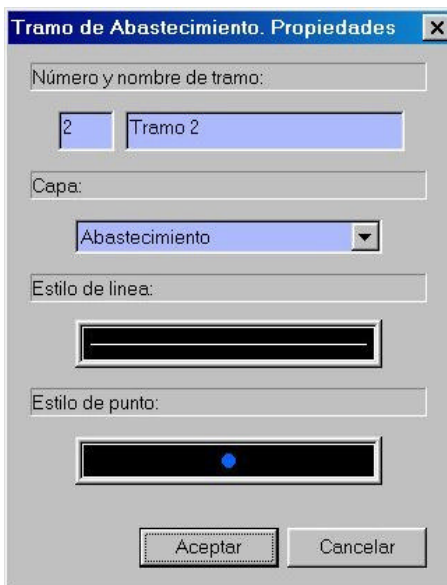 Tramo de Abastecimiento. Propiedades
Número y nombre de tramo:
2 Tramo 2
Capa:
Abastecimiento
Estilo de linea:
Estilo de punto:
Aceptar Cancelar